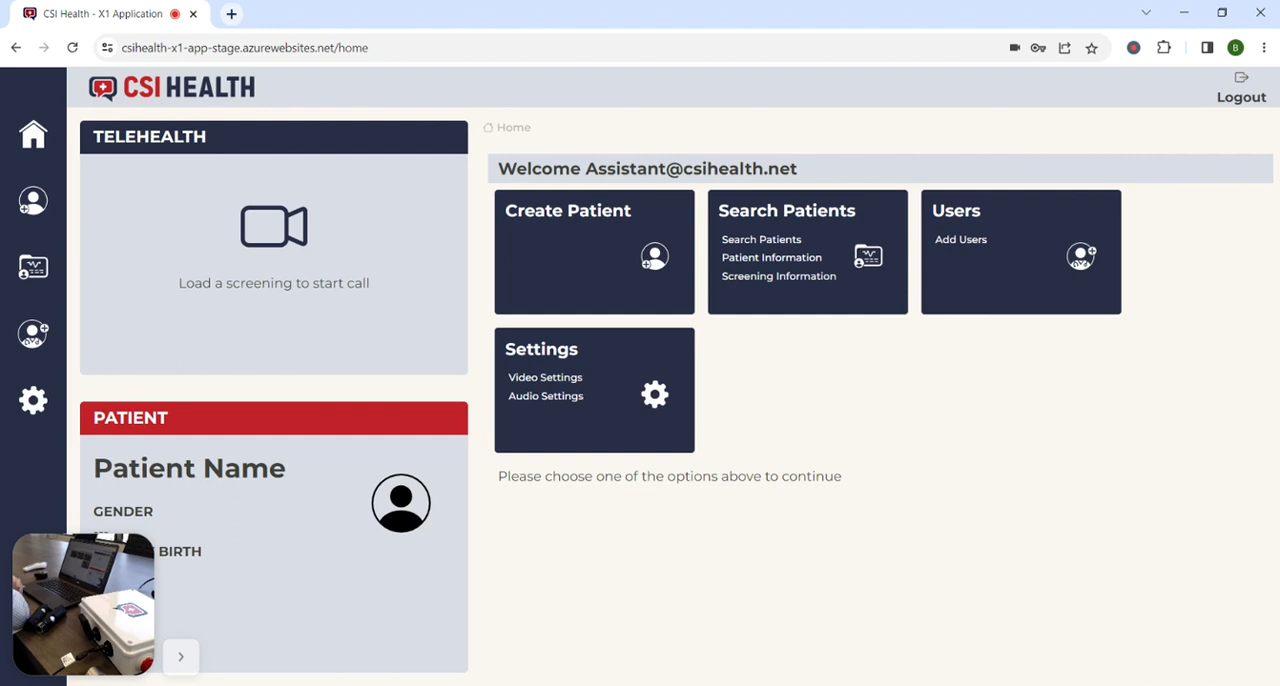 CSI Health - X1 Application
csihealth-x1-app-stage.azurewebsites.net/home
B
CSI HEALTH
Logout
TELEHEALTH
Load a screening to start call
PATIENT
Patient Name
GENDER
BIRTH
Home
Welcome Assistant@csihealth.net
Create Patient
Search Patients
Search Patients
Patient Information
Screening Information
Users
Add Users
Settings
Video Settings
Audio Settings
Please choose one of the options above to continue